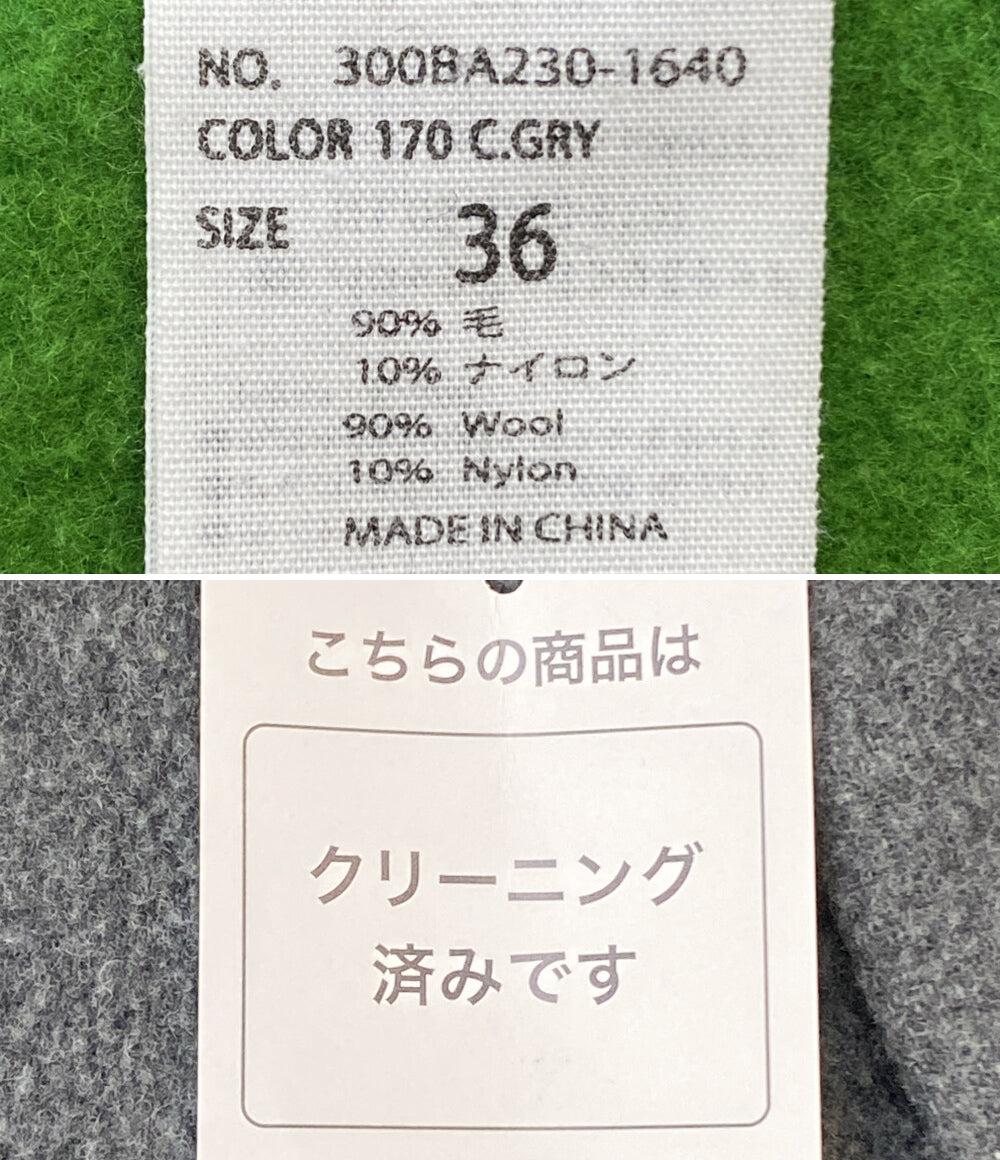 NO. 300BA230-1640
COLOR 170 C.GRY
SIZE 36
90% 毛
10% ナイロン
90% Wool
10% Nylon
MADE IN CHINA
こちらの商品は
クリーニング
済みです